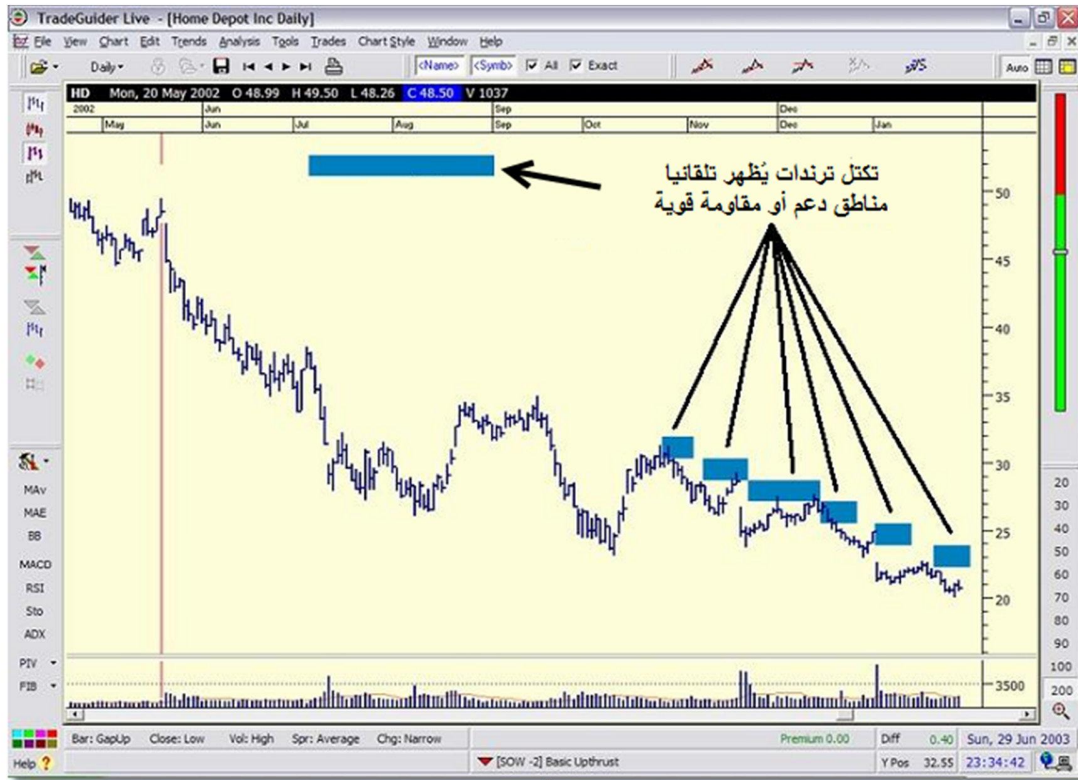 TradeGuider Live - [Home Depot Inc Daily]
File View Chart Edit Trends Analysis Tools Trades Chart Style Window Help
Daily <Name> <Symb> All Exact Auto
HD Mon, 20 May 2002 O 48.99 H 49.50 L 48.26 C 48.50 V 1037
2002 Jun Sep Dec
May Jun Jul Aug Sep Oct Nov Dec Jan
تكتل ترندات يُظهر تلقانيا
مناطق دعم أو مقاومة قوية
50
45
40
35
30
25
20
3500
MAv
MAE
BB
MACD
RSI
Sto
ADX
PIV
FIB
20
30
40
50
60
70
80
90
100
200
Bar: GapUp Close: Low Vol: High Spr: Average Chg: Narrow Premium 0.00 Diff 0.40 Sun, 29 Jun 2003
Help ? [SOW -2] Basic Upthrust Y Pos 32.55 23:34:42